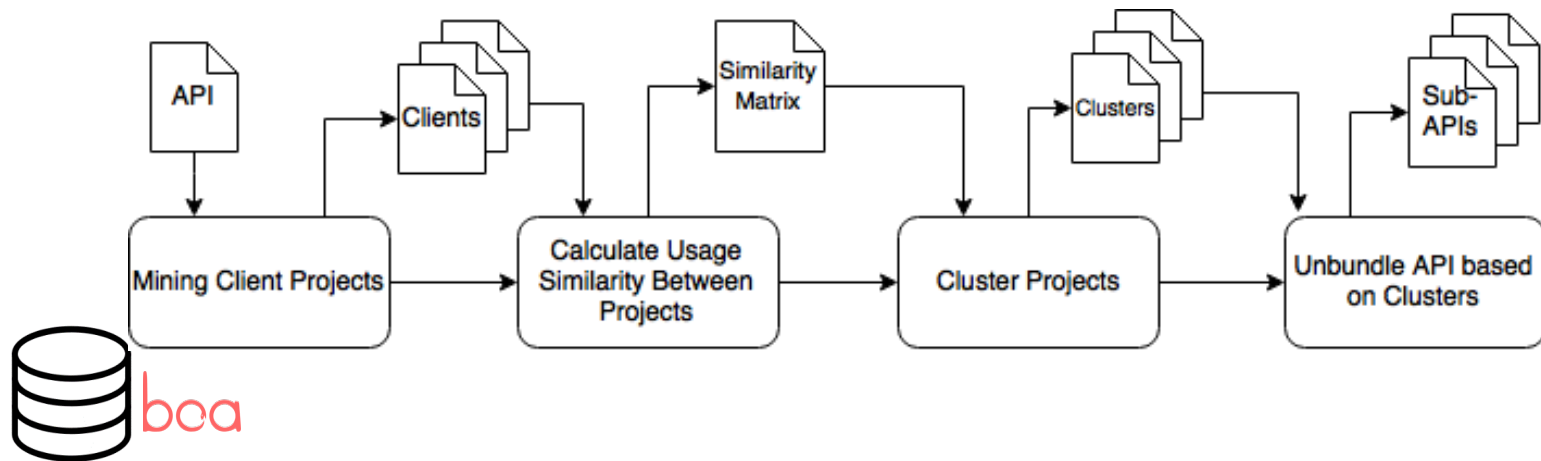 API
Clients
Similarity
Matrix
Clusters
Sub-
APIs
Mining Client Projects
Calculate Usage
Similarity Between
Projects
Cluster Projects
Unbundle API based
on Clusters
boa